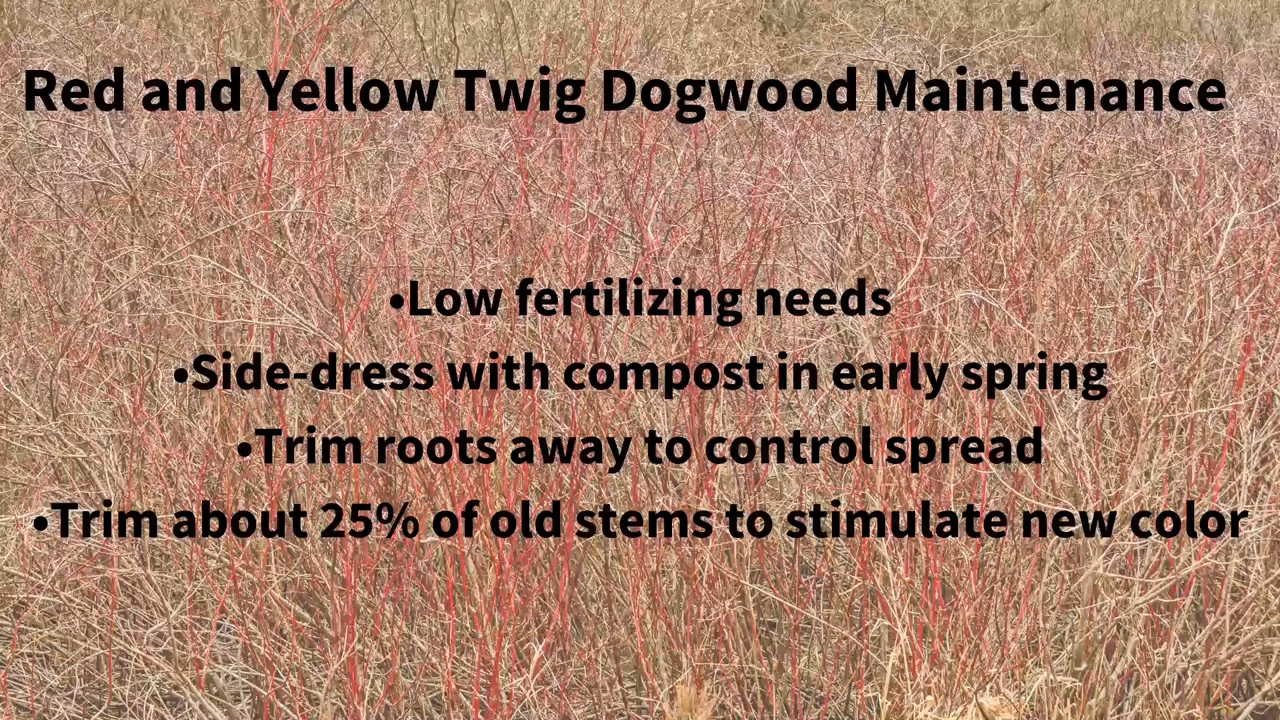 Red and Yellow Twig Dogwood Maintenance
•Low fertilizing needs
•Side-dress with compost in early spring
•Trim roots away to control spread
•Trim about 25% of old stems to stimulate new color